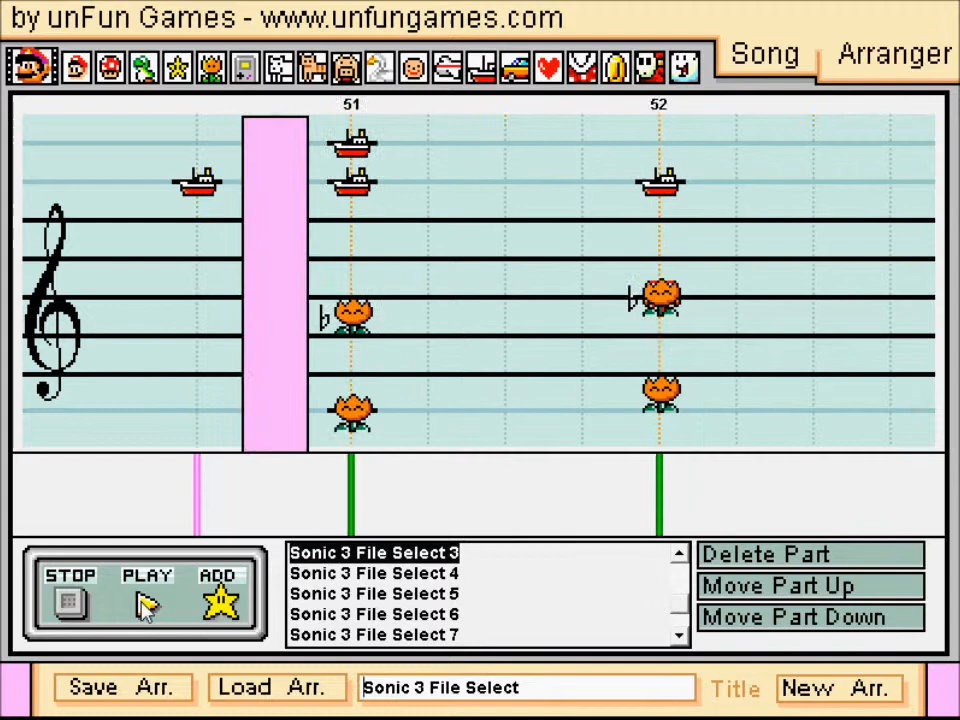 by unFun Games - www.unfungames.com
Song
Arranger
51
52
STOP
PLAY
ADD
Sonic 3 File Select 3
Sonic 3 File Select 4
Sonic 3 File Select 5
Sonic 3 File Select 6
Sonic 3 File Select 7
Delete Part
Move Part Up
Move Part Down
Save Arr.
Load Arr.
Sonic 3 File Select
Title
New Arr.